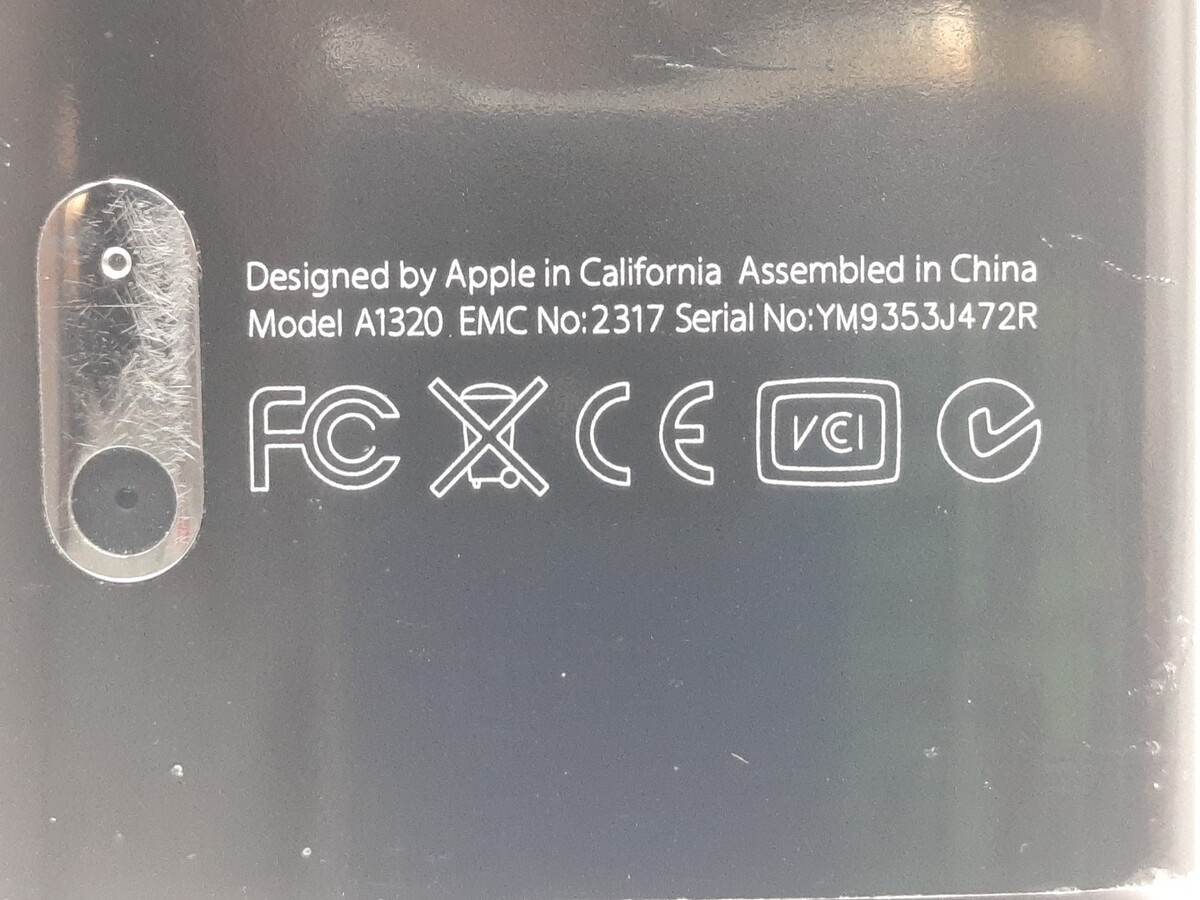 Designed by Apple in California Assembled in China
Model A1320 EMC No:2317 Serial No:YM9353J472R
FC CE VCI